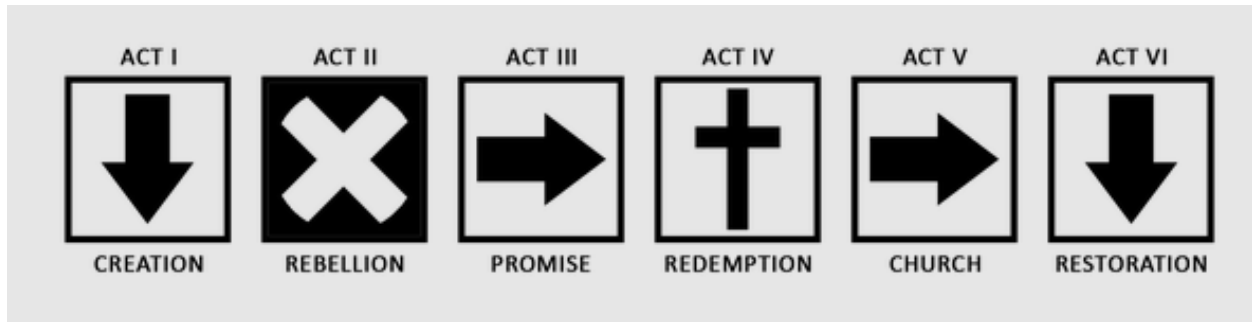 ACT I ACT II ACT III ACT IV ACT V ACT VI
CREATION REBELLION PROMISE REDEMPTION CHURCH RESTORATION